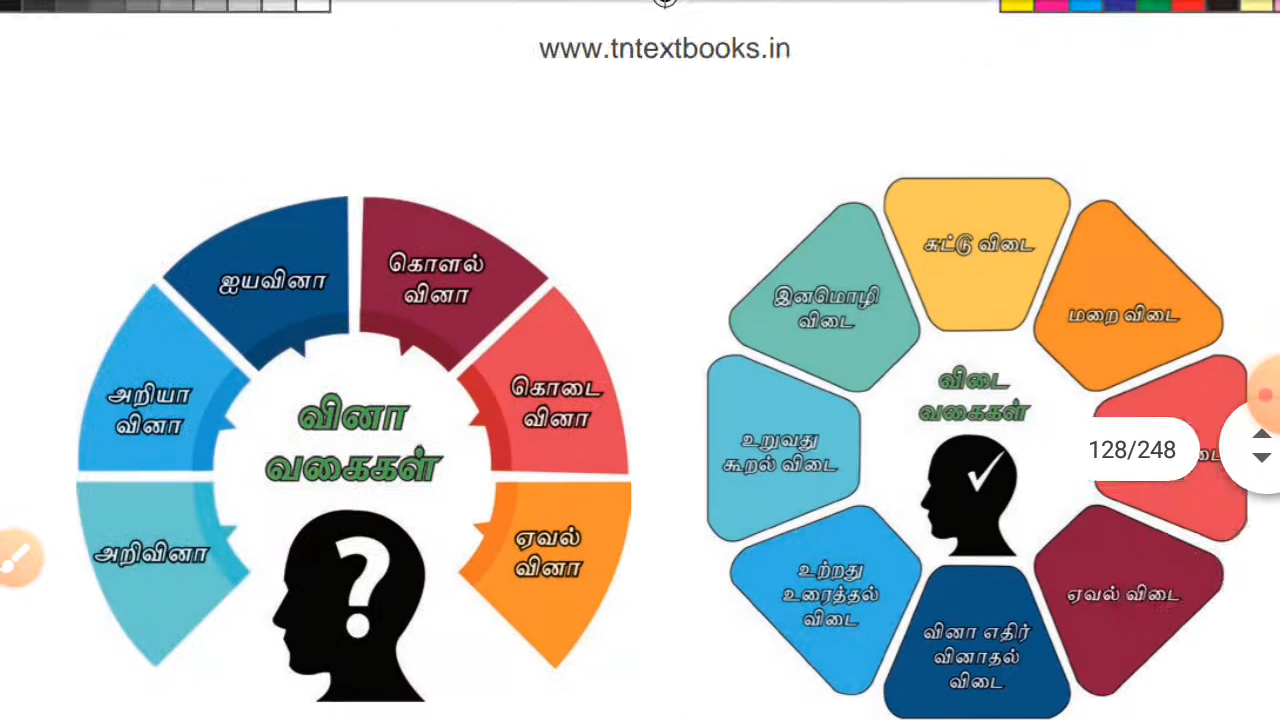 www.tntextbooks.in
ஐயவினா
கொளல்
வினா
அறியா
வினா
கொடை
வினா
வினா
வகைகள்
அறிவினா
ஏவல்
வினா
சுட்டு விடை
மறை விடை
இனமொழி
விடை
விடை
வகைகள்
உறுவது
கூறல் விடை
128/248
ஏவல் விடை
உற்றது
உரைத்தல்
விடை
வினா எதிர்
வினாதல்
விடை